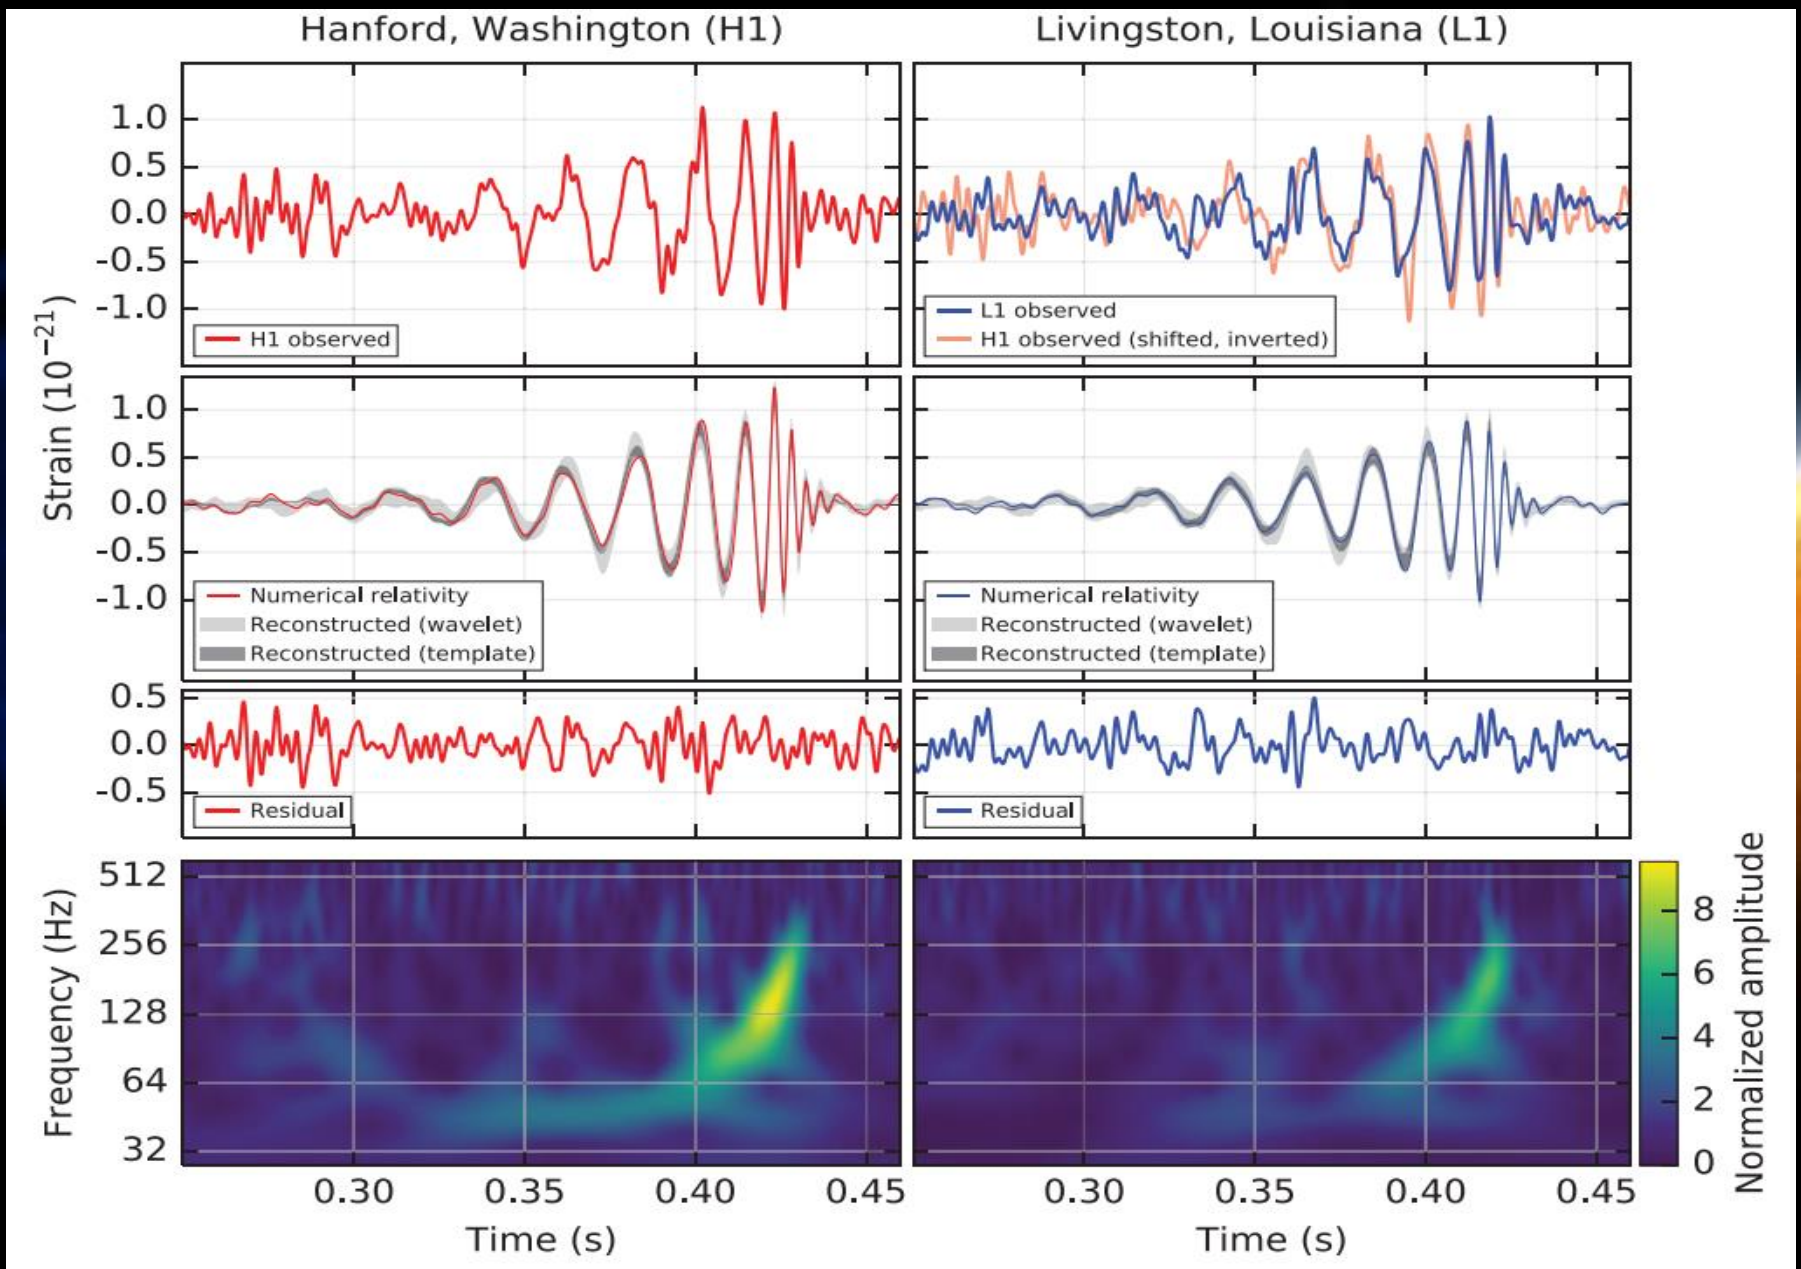 Hanford, Washington (H1)
Livingston, Louisiana (L1)
Strain (10⁻²¹)
1.0
0.5
0.0
-0.5
-1.0
H1 observed
L1 observed
H1 observed (shifted, inverted)
1.0
0.5
0.0
-0.5
-1.0
Numerical relativity
Reconstructed (wavelet)
Reconstructed (template)
Numerical relativity
Reconstructed (wavelet)
Reconstructed (template)
0.5
0.0
-0.5
Residual
Residual
Frequency (Hz)
512
256
128
64
32
Normalized amplitude
8
6
4
2
0
0.30 0.35 0.40 0.45
0.30 0.35 0.40 0.45
Time (s)
Time (s)